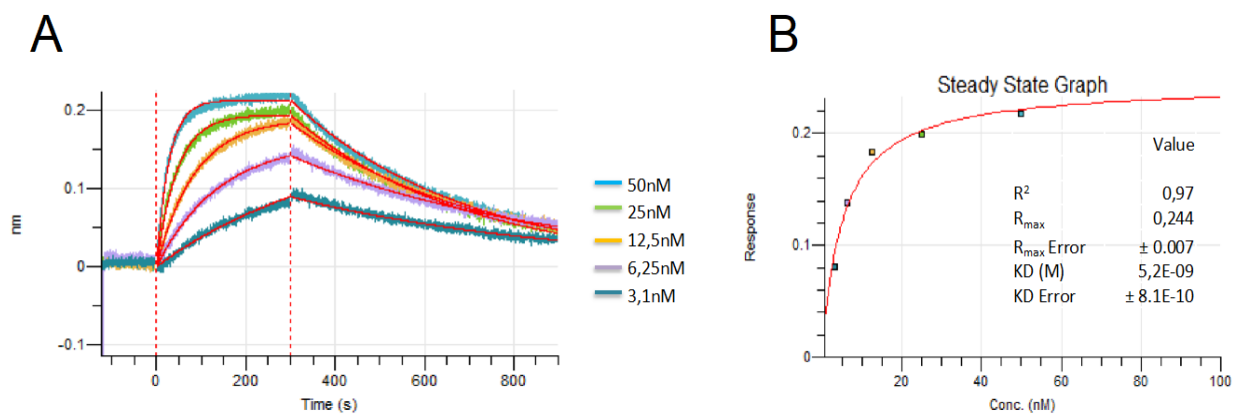 A
B
nm
0.2
0.1
0
-0.1
0
200
400
600
800
Time (s)
50nM
25nM
12,5nM
6,25nM
3,1nM
Steady State Graph
Response
0.2
0.1
0
20
40
60
80
100
Conc. (nM)
Value
R² 0,97
Rmax 0,244
Rmax Error ± 0.007
KD (M) 5,2E-09
KD Error ± 8.1E-10